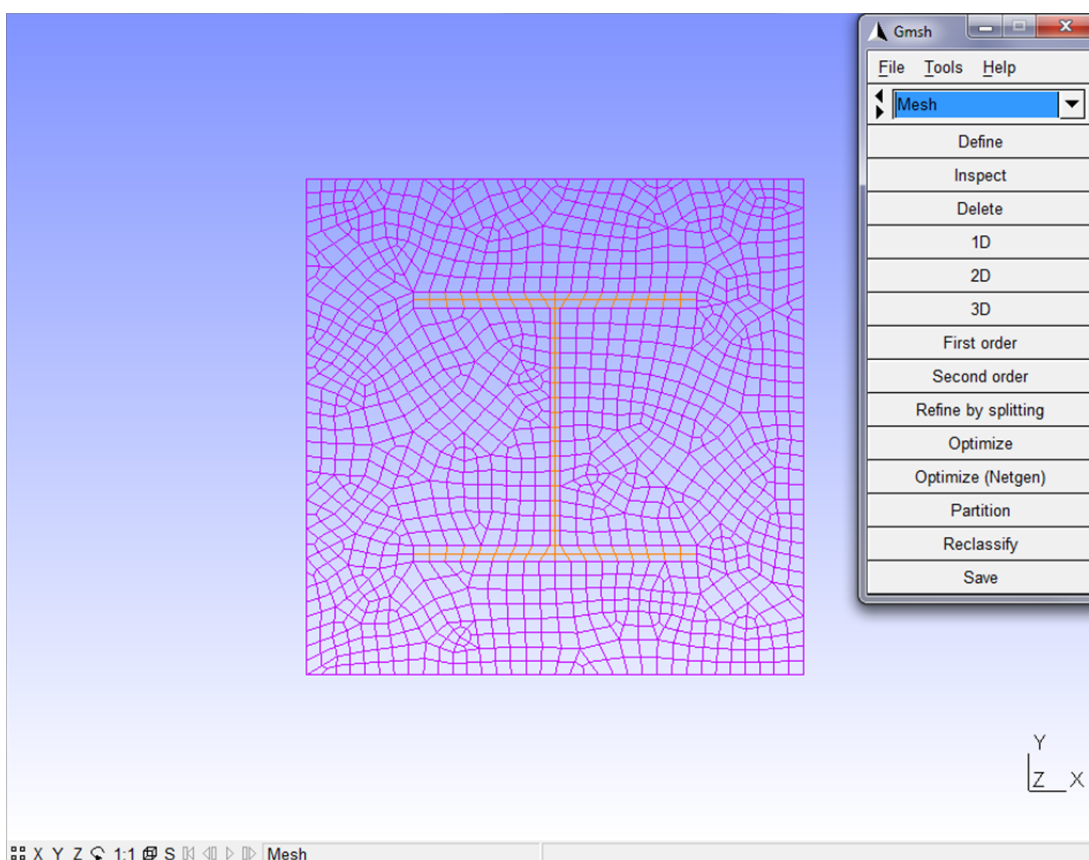 Gmsh
File Tools Help
Mesh
Define
Inspect
Delete
1D
2D
3D
First order
Second order
Refine by splitting
Optimize
Optimize (Netgen)
Partition
Reclassify
Save
Y
Z X
X Y Z 1:1 S Mesh